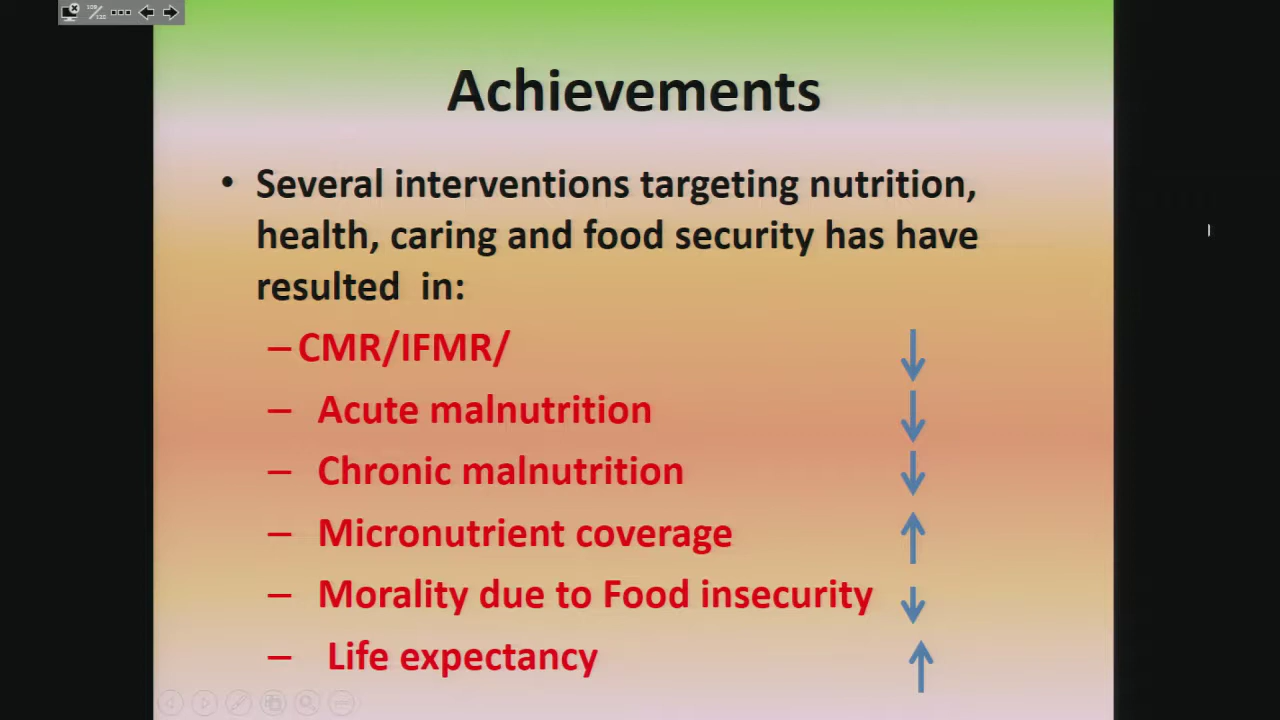 Achievements
• Several interventions targeting nutrition,
health, caring and food security has have
resulted in:
– CMR/IFMR/
– Acute malnutrition
– Chronic malnutrition
– Micronutrient coverage
– Morality due to Food insecurity
– Life expectancy